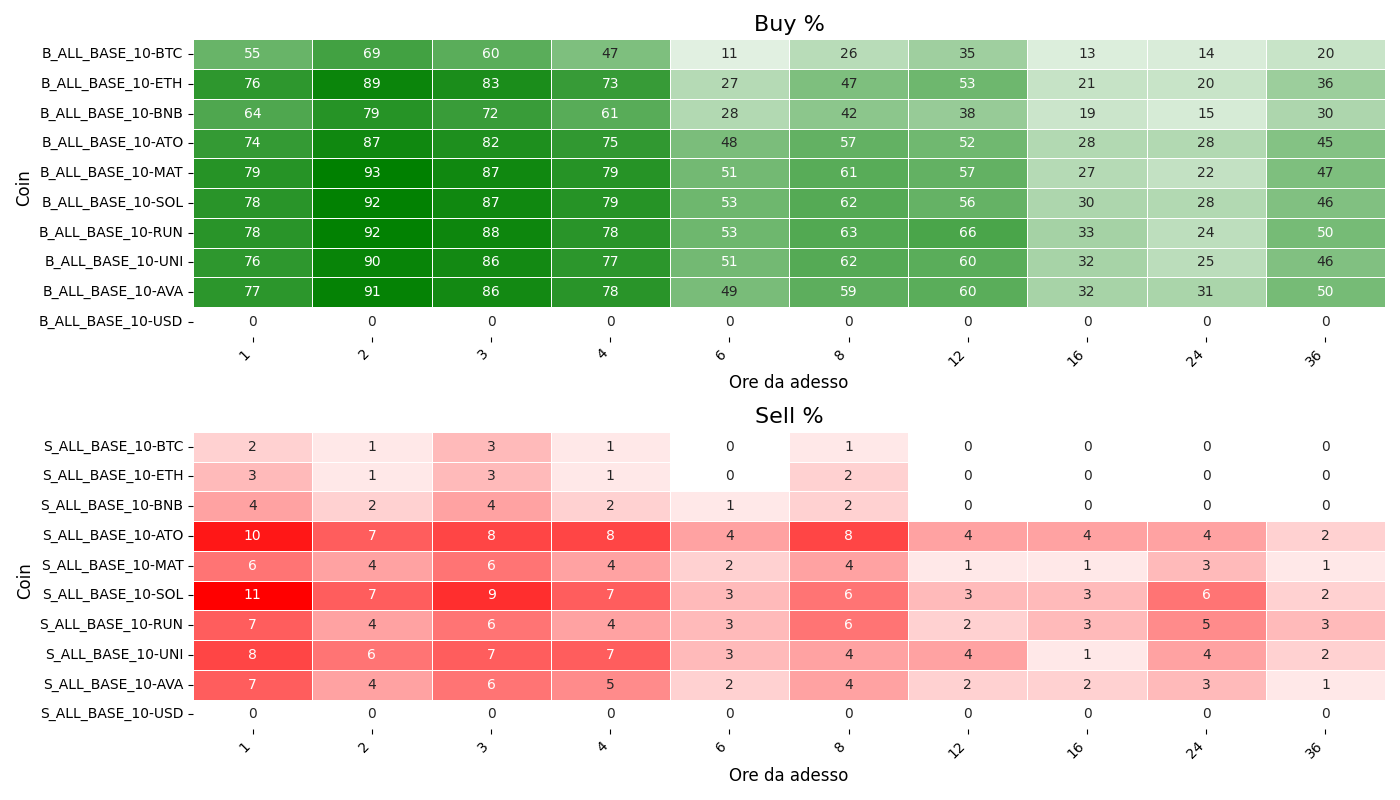 Buy %
Coin
B_ALL_BASE_10-BTC 55 69 60 47 11 26 35 13 14 20
B_ALL_BASE_10-ETH 76 89 83 73 27 47 53 21 20 36
B_ALL_BASE_10-BNB 64 79 72 61 28 42 38 19 15 30
B_ALL_BASE_10-ATO 74 87 82 75 48 57 52 28 28 45
B_ALL_BASE_10-MAT 79 93 87 79 51 61 57 27 22 47
B_ALL_BASE_10-SOL 78 92 87 79 53 62 56 30 28 46
B_ALL_BASE_10-RUN 78 92 88 78 53 63 66 33 24 50
B_ALL_BASE_10-UNI 76 90 86 77 51 62 60 32 25 46
B_ALL_BASE_10-AVA 77 91 86 78 49 59 60 32 31 50
B_ALL_BASE_10-USD 0 0 0 0 0 0 0 0 0 0
1 2 3 4 6 8 12 16 24 36
Ore da adesso
Sell %
Coin
S_ALL_BASE_10-BTC 2 1 3 1 0 1 0 0 0 0
S_ALL_BASE_10-ETH 3 1 3 1 0 2 0 0 0 0
S_ALL_BASE_10-BNB 4 2 4 2 1 2 0 0 0 0
S_ALL_BASE_10-ATO 10 7 8 8 4 8 4 4 4 2
S_ALL_BASE_10-MAT 6 4 6 4 2 4 1 1 3 1
S_ALL_BASE_10-SOL 11 7 9 7 3 6 3 3 6 2
S_ALL_BASE_10-RUN 7 4 6 4 3 6 2 3 5 3
S_ALL_BASE_10-UNI 8 6 7 7 3 4 4 1 4 2
S_ALL_BASE_10-AVA 7 4 6 5 2 4 2 2 3 1
S_ALL_BASE_10-USD 0 0 0 0 0 0 0 0 0 0
1 2 3 4 6 8 12 16 24 36
Ore da adesso